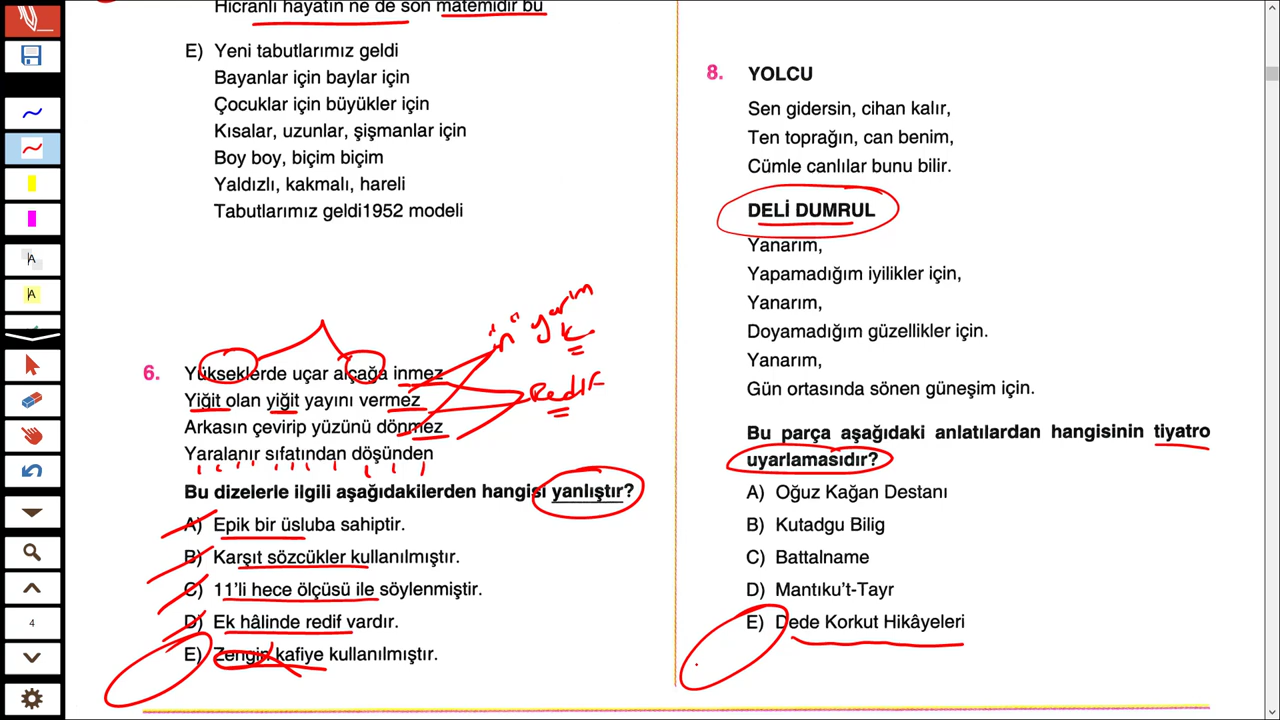 Hicranlı hayatın ne de son matemidir bu
E) Yeni tabutlarımız geldi
Bayanlar için baylar için
Çocuklar için büyükler için
Kısalar, uzunlar, şişmanlar için
Boy boy, biçim biçim
Yaldızlı, kakmalı, hareli
Tabutlarımız geldi1952 modeli
6. Yükseklerde uçar alçağa inmez
Yiğit olan yiğit yayını vermez
Arkasın çevirip yüzünü dönmez
Yaralanır sıfatından döşünden
"n" yarım
k
Redif
Bu dizelerle ilgili aşağıdakilerden hangisi yanlıştır?
A) Epik bir üsluba sahiptir.
B) Karşıt sözcükler kullanılmıştır.
C) 11'li hece ölçüsü ile söylenmiştir.
D) Ek hâlinde redif vardır.
E) Zengin kafiye kullanılmıştır.
8. YOLCU
Sen gidersin, cihan kalır,
Ten toprağın, can benim,
Cümle canlılar bunu bilir.
DELİ DUMRUL
Yanarım,
Yapamadığım iyilikler için,
Yanarım,
Doyamadığım güzellikler için.
Yanarım,
Gün ortasında sönen güneşim için.
Bu parça aşağıdaki anlatılardan hangisinin tiyatro
uyarlamasıdır?
A) Oğuz Kağan Destanı
B) Kutadgu Bilig
C) Battalname
D) Mantıku't-Tayr
E) Dede Korkut Hikâyeleri
A
A
4